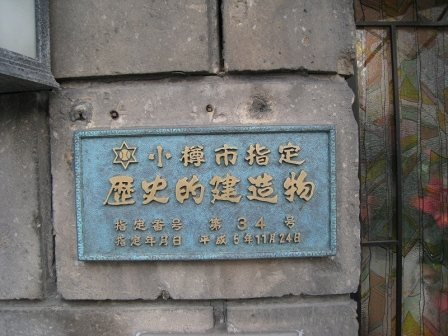 小樽市指定
歴史的建造物
指定番号 第34号
指定年月日 平成5年11月24日